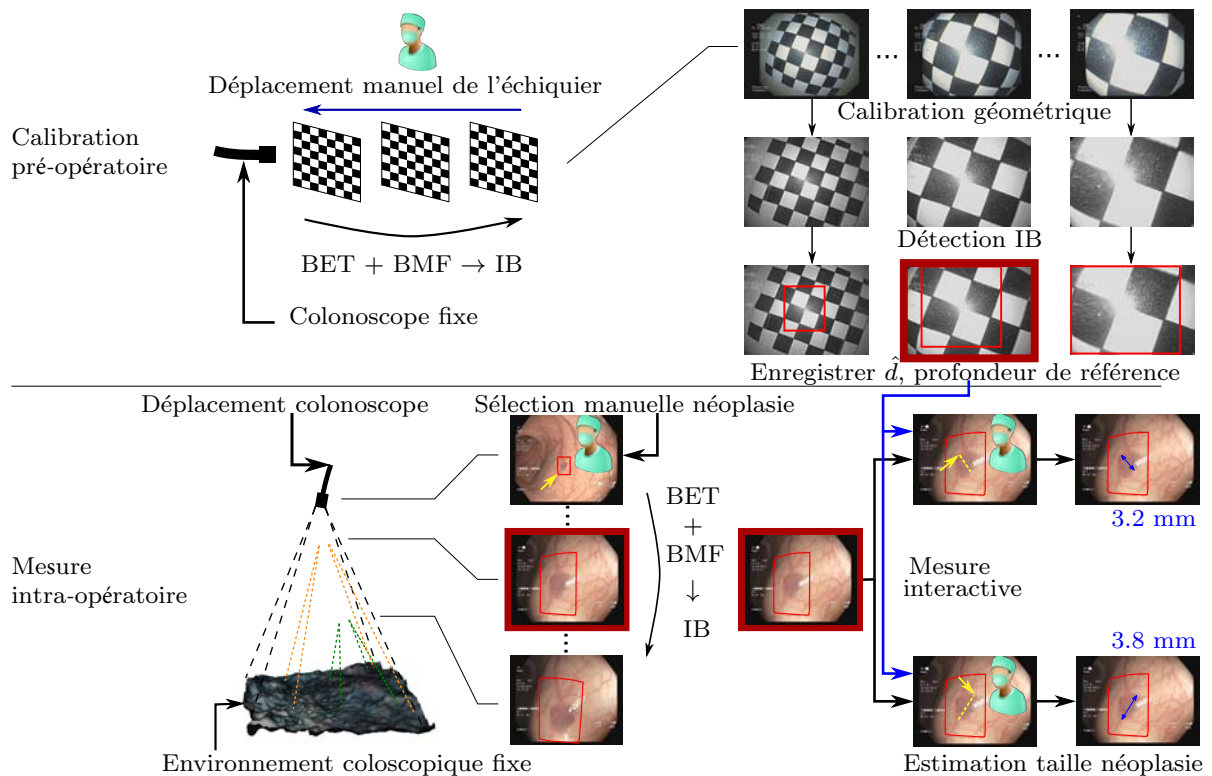 Déplacement manuel de l'échiquier
...
...
Calibration géométrique
Calibration
pré-opératoire
BET + BMF → IB
Détection IB
Colonoscope fixe
Enregistrer d̂, profondeur de référence
Déplacement colonoscope
Sélection manuelle néoplasie
BET
+
BMF
↓
IB
3.2 mm
Mesure
intra-opératoire
Mesure
interactive
3.8 mm
Environnement coloscopique fixe
Estimation taille néoplasie